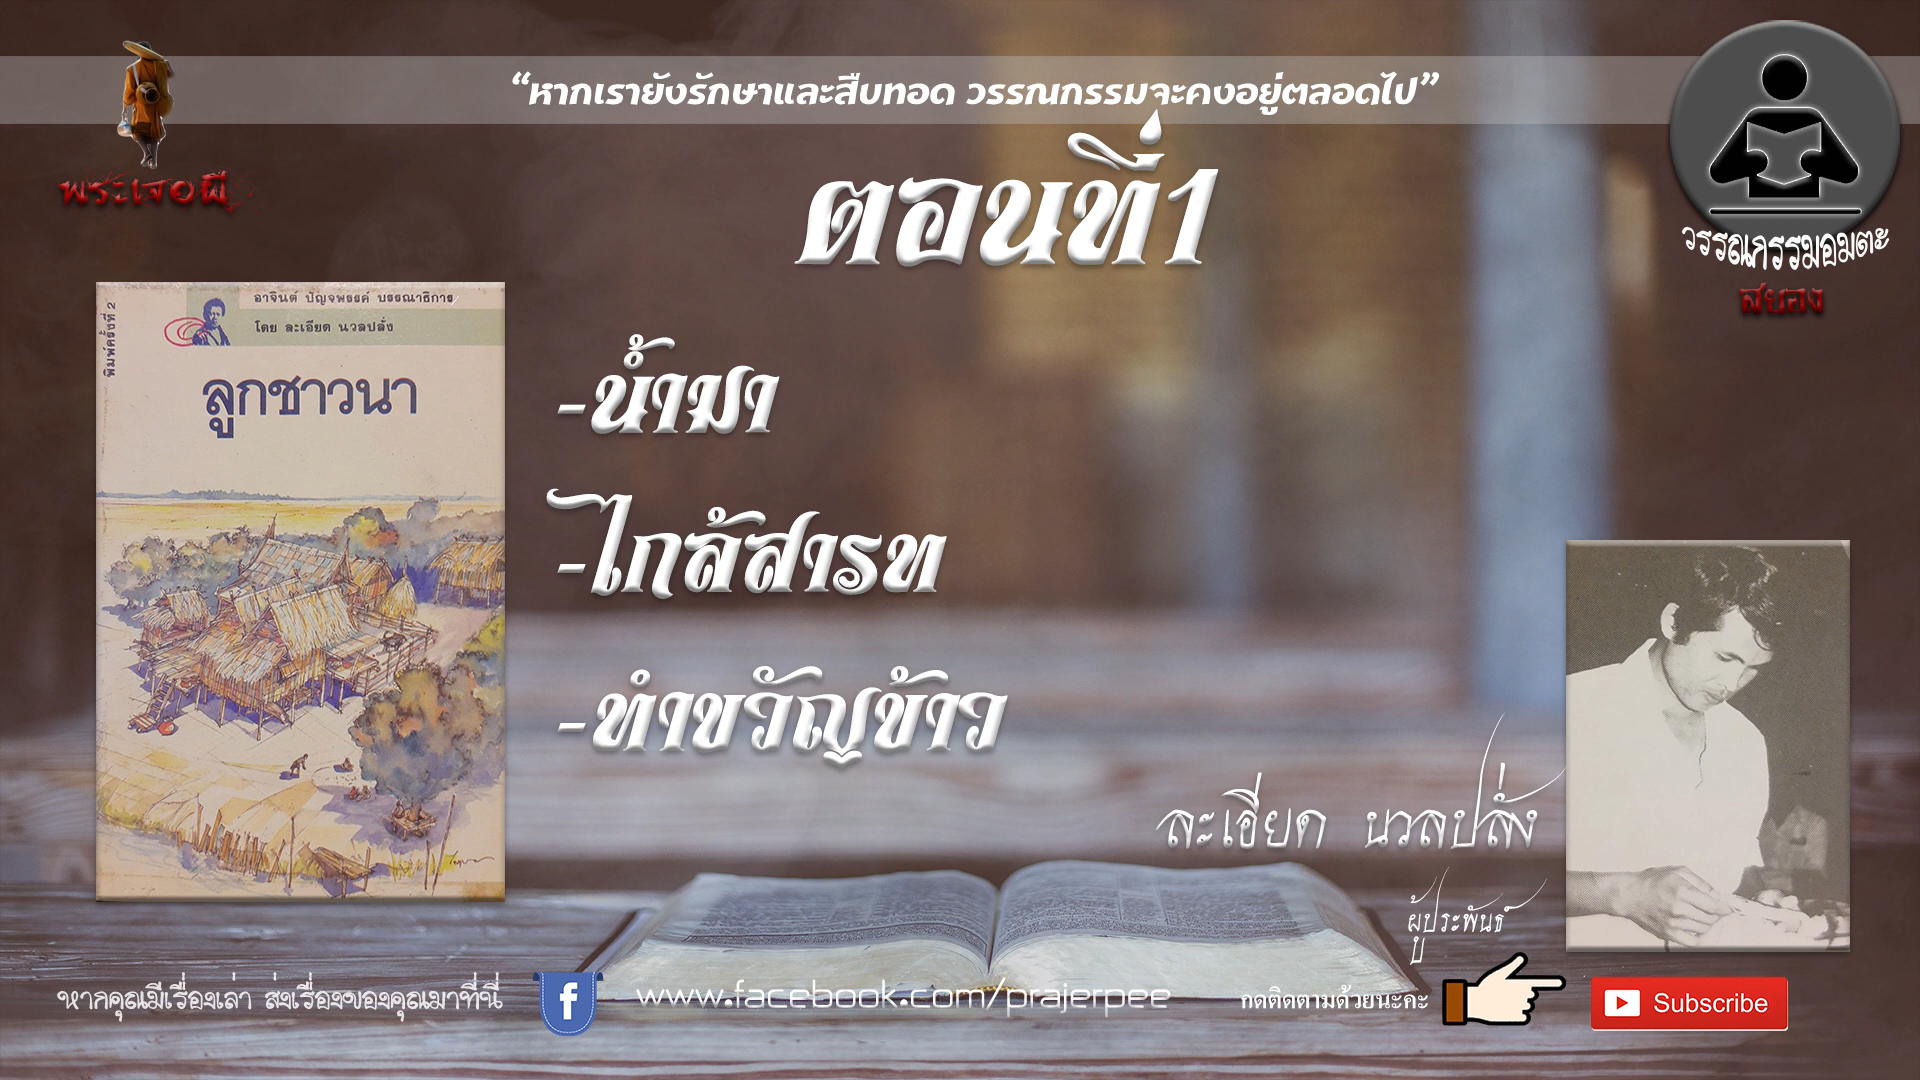 “หากเรายังรักษาและสืบทอด วรรณกรรมจะคงอยู่ตลอดไป”
พระเจอผี
ตอนที่1
วรรณกรรมอมตะ
สยอง
พิมพ์ครั้งที่ 2
อาจินต์ ปัญจพรรค์ บรรณาธิการ
โดย ละเอียด นวลปลั่ง
ลูกชาวนา
-น้ำมา
-ใกล้สารท
-ทำขวัญข้าว
ละเอียด นวลปลั่ง
ผู้ประพันธ์
หากคุณมีเรื่องเล่า ส่งเรื่องของคุณมาที่นี่
f
www.facebook.com/prajerpee
กดติดตามด้วยนะคะ
Subscribe